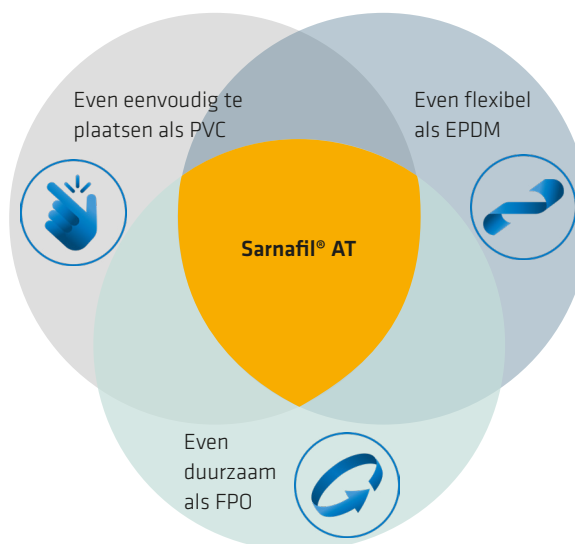 Even eenvoudig te
plaatsen als PVC
Even flexibel
als EPDM
Sarnafil® AT
Even
duurzaam
als FPO